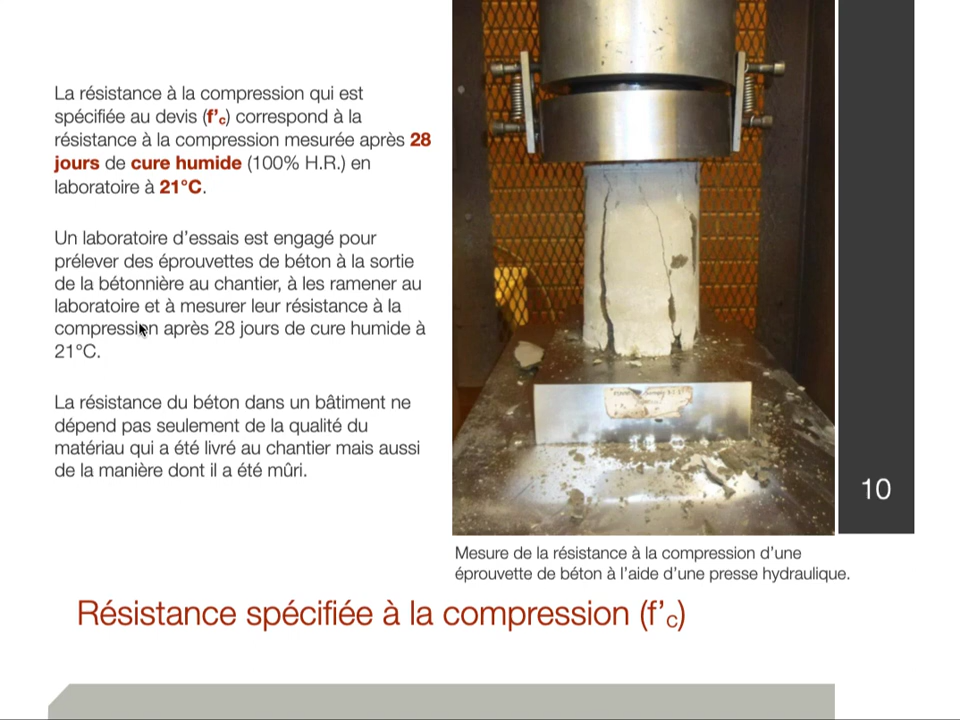 La résistance à la compression qui est
spécifiée au devis (f'c) correspond à la
résistance à la compression mesurée après 28
jours de cure humide (100% H.R.) en
laboratoire à 21°C.
Un laboratoire d'essais est engagé pour
prélever des éprouvettes de béton à la sortie
de la bétonnière au chantier, à les ramener au
laboratoire et à mesurer leur résistance à la
compression après 28 jours de cure humide à
21°C.
La résistance du béton dans un bâtiment ne
dépend pas seulement de la qualité du
matériau qui a été livré au chantier mais aussi
de la manière dont il a été mûri.
10
Mesure de la résistance à la compression d'une
éprouvette de béton à l'aide d'une presse hydraulique.
Résistance spécifiée à la compression (f'c)